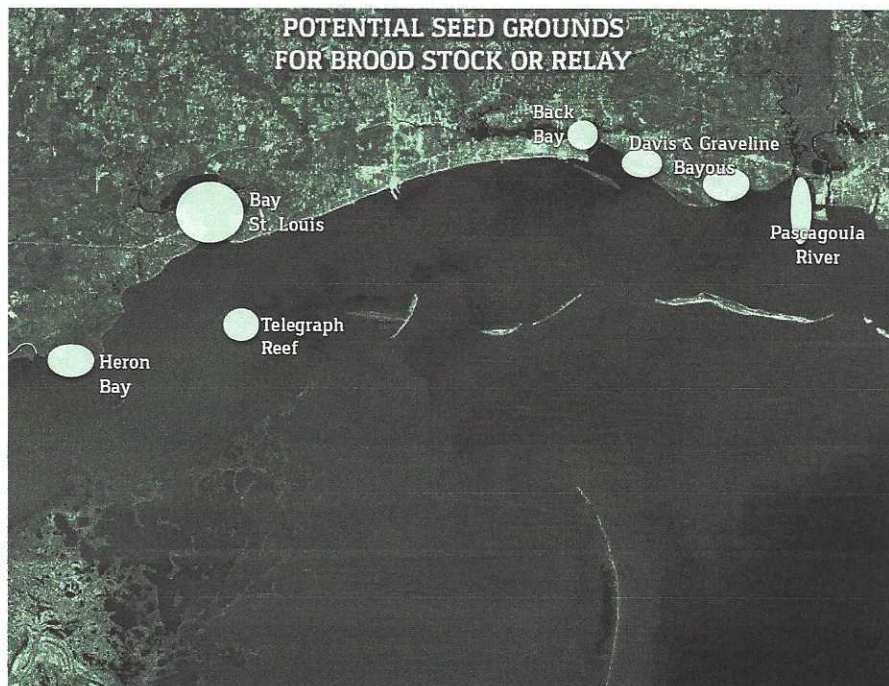 POTENTIAL SEED GROUNDS
FOR BROOD STOCK OR RELAY
Back
Bay
Davis & Graveline
Bayous
Bay
St. Louis
Pascagoula
River
Telegraph
Reef
Heron
Bay